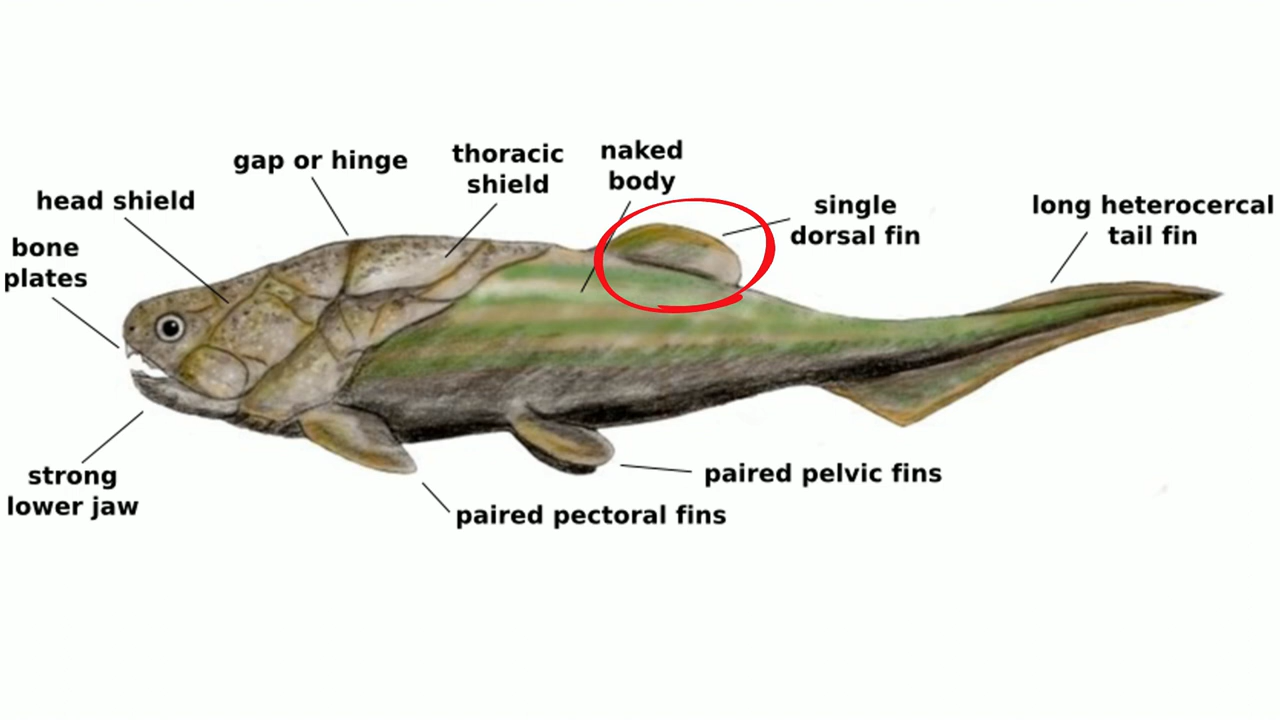 gap or hinge
thoracic
shield
naked
body
head shield
single
dorsal fin
long heterocercal
tail fin
bone
plates
strong
lower jaw
paired pelvic fins
paired pectoral fins